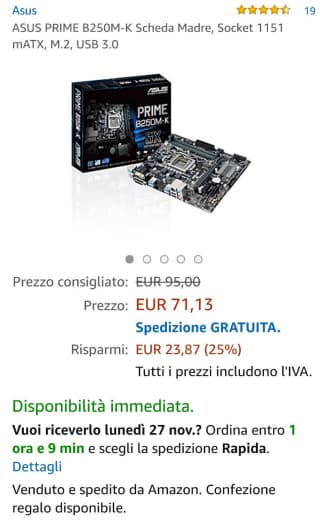 Asus
19
ASUS PRIME B250M-K Scheda Madre, Socket 1151
mATX, M.2, USB 3.0
ASUS
PRIME
B250M-K
PRIME B250M-K
Prezzo consigliato: EUR 95,00
Prezzo: EUR 71,13
Spedizione GRATUITA.
Risparmi: EUR 23,87 (25%)
Tutti i prezzi includono l'IVA.
Disponibilità immediata.
Vuoi riceverlo lunedì 27 nov.? Ordina entro 1
ora e 9 min e scegli la spedizione Rapida.
Dettagli
Venduto e spedito da Amazon. Confezione
regalo disponibile.